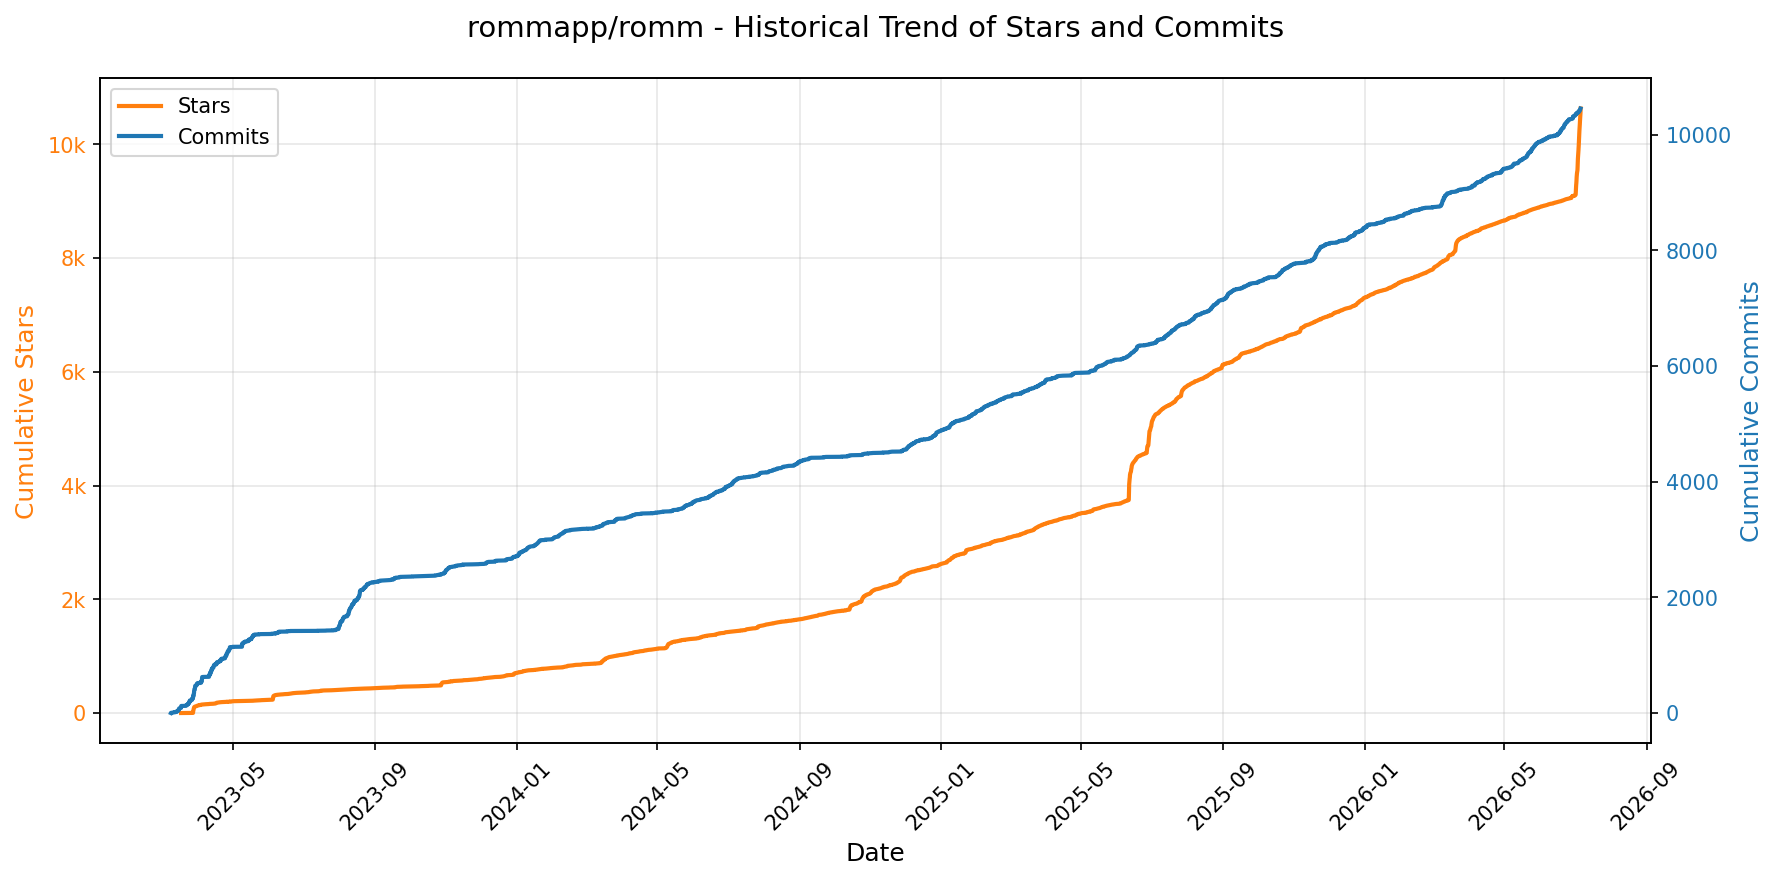 rommapp/romm - Historical Trend of Stars and Commits
Stars
Commits
10k
8k
6k
4k
2k
0
Cumulative Stars
10000
8000
6000
4000
2000
0
Cumulative Commits
2023-05
2023-09
2024-01
2024-05
2024-09
2025-01
2025-05
2025-09
2026-01
2026-05
2026-09
Date